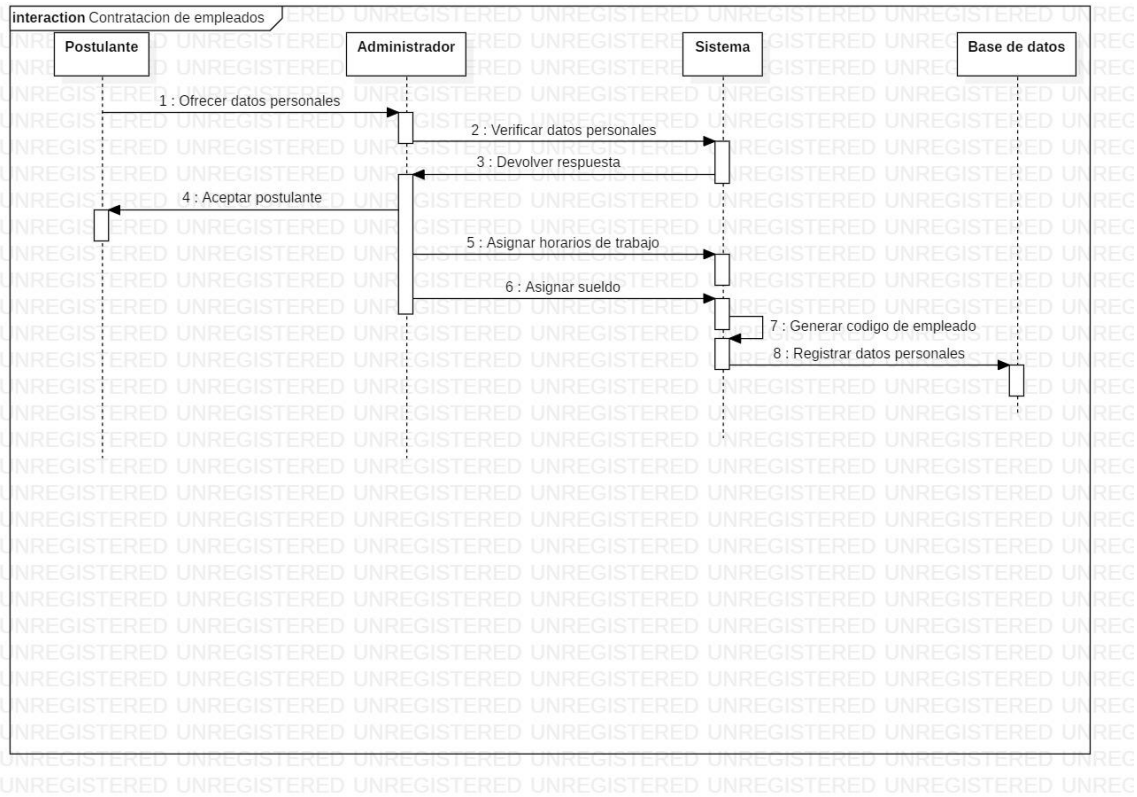 interaction Contratacion de empleados
Postulante
Administrador
Sistema
Base de datos
1 : Ofrecer datos personales
2 : Verificar datos personales
3 : Devolver respuesta
4 : Aceptar postulante
5 : Asignar horarios de trabajo
6 : Asignar sueldo
7 : Generar codigo de empleado
8 : Registrar datos personales
UNREGISTERED